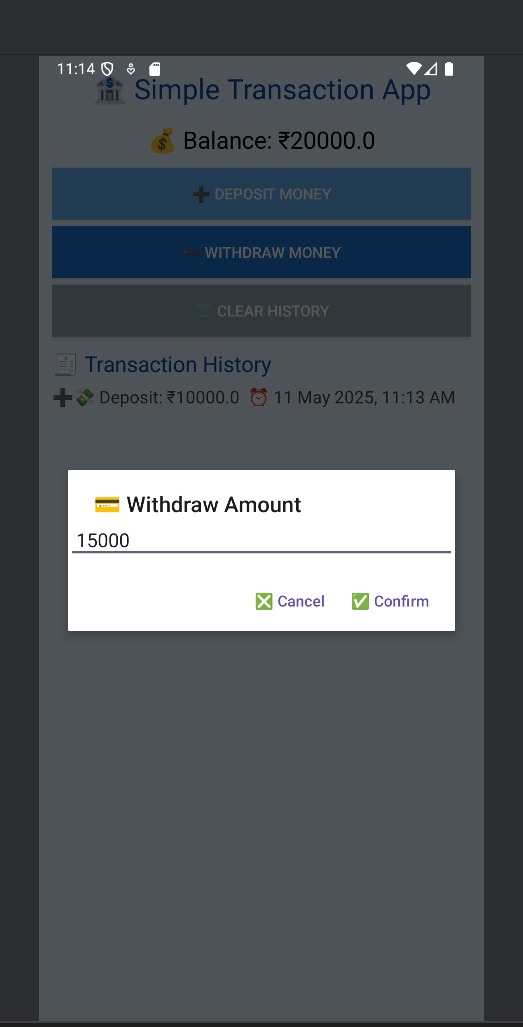 11:14
🏦 Simple Transaction App
💰 Balance: ₹20000.0
➕ DEPOSIT MONEY
➖ WITHDRAW MONEY
🗑️ CLEAR HISTORY
🧾 Transaction History
➕💸 Deposit: ₹10000.0 ⏰ 11 May 2025, 11:13 AM
💳 Withdraw Amount
15000
❎ Cancel ✅ Confirm